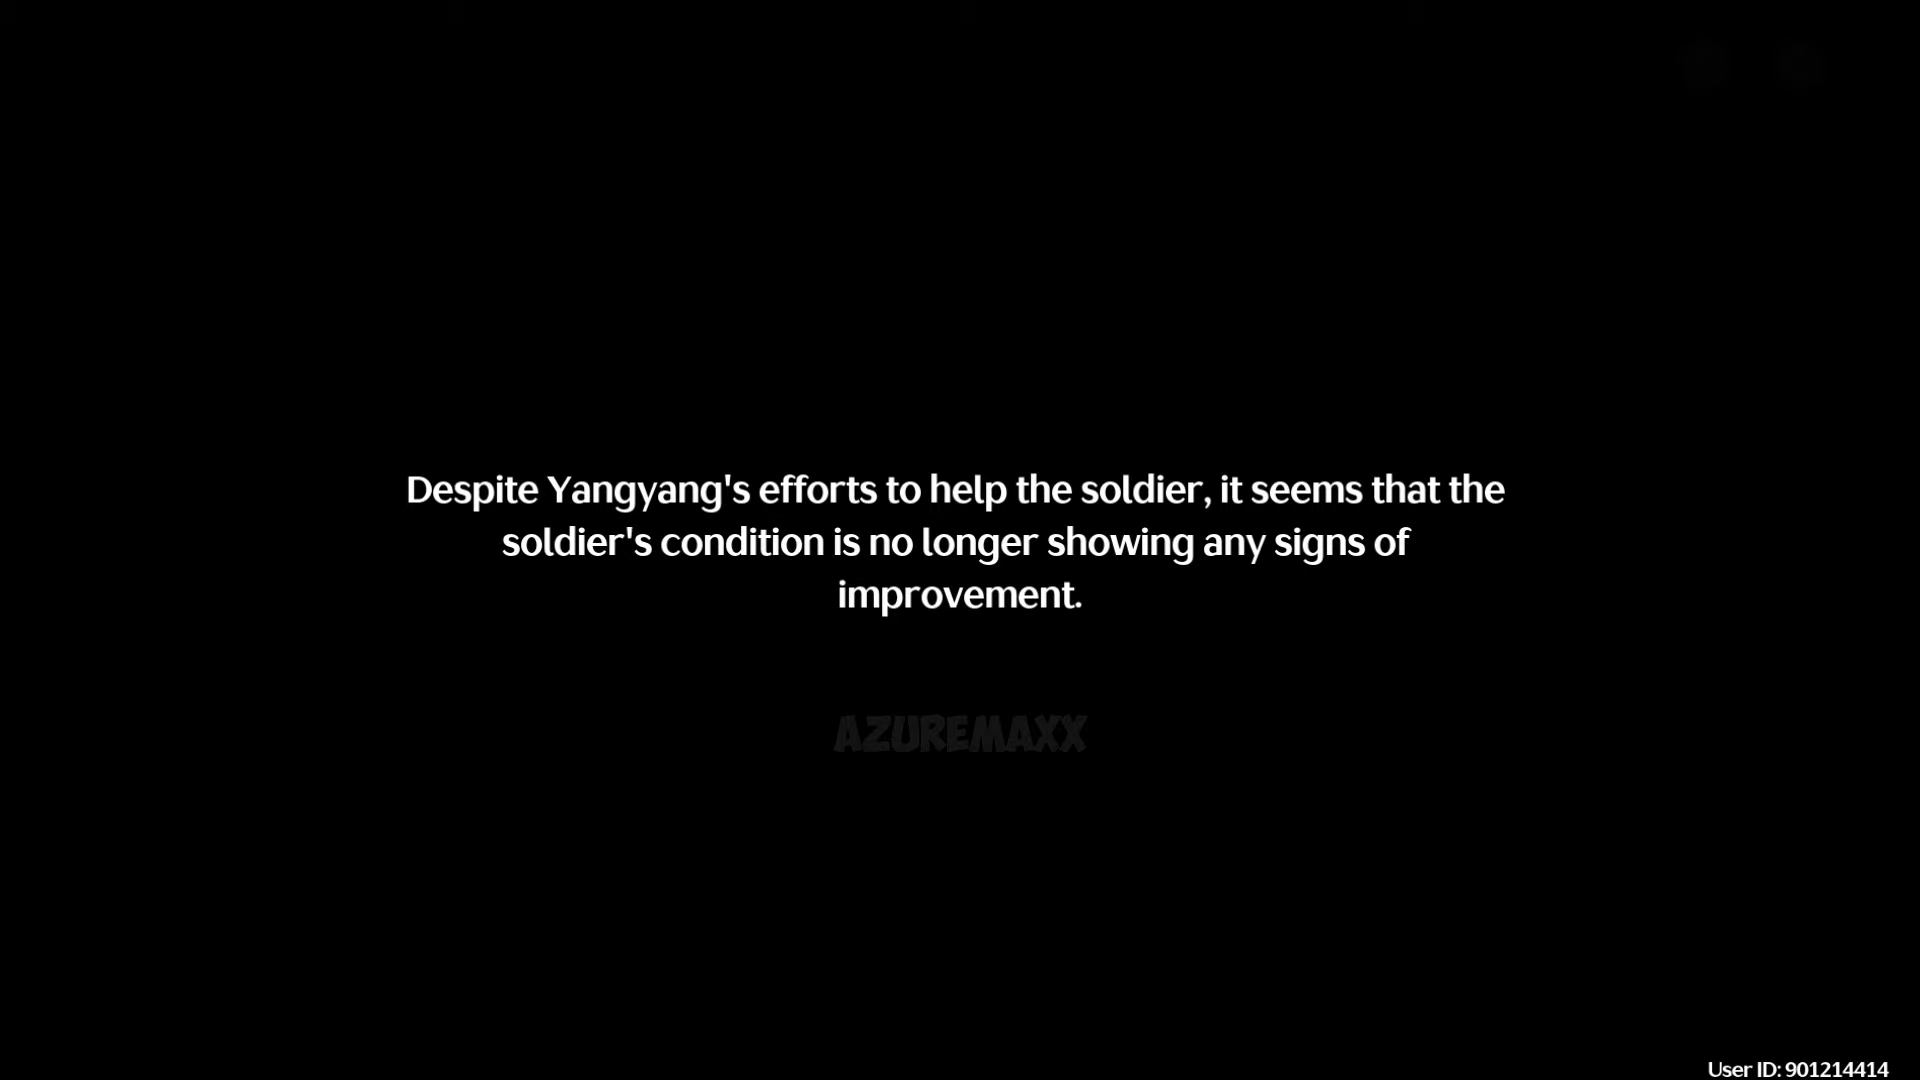 Despite Yangyang's efforts to help the soldier, it seems that the
soldier's condition is no longer showing any signs of
improvement.
AZUREMAXX
User ID: 901214414